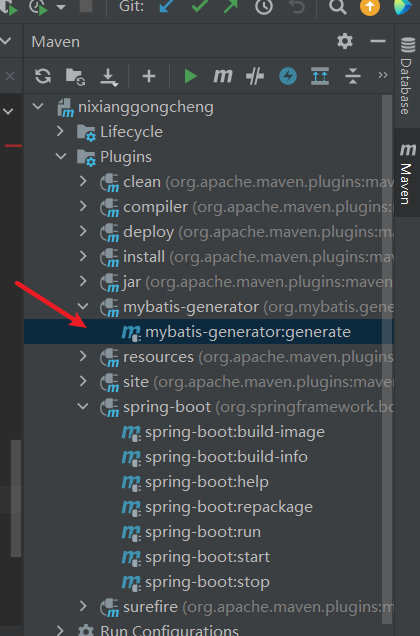 Git:
Maven
nixianggongcheng
Lifecycle
Plugins
clean (org.apache.maven.plugins:mav
compiler (org.apache.maven.plugins:
deploy (org.apache.maven.plugins:m
install (org.apache.maven.plugins:ma
jar (org.apache.maven.plugins:maven
mybatis-generator (org.mybatis.gene
mybatis-generator:generate
resources (org.apache.maven.plugins
site (org.apache.maven.plugins:mave
spring-boot (org.springframework.bo
spring-boot:build-image
spring-boot:build-info
spring-boot:help
spring-boot:repackage
spring-boot:run
spring-boot:start
spring-boot:stop
surefire (org.apache.maven.plugins:m
Run Configurations
Database
Maven